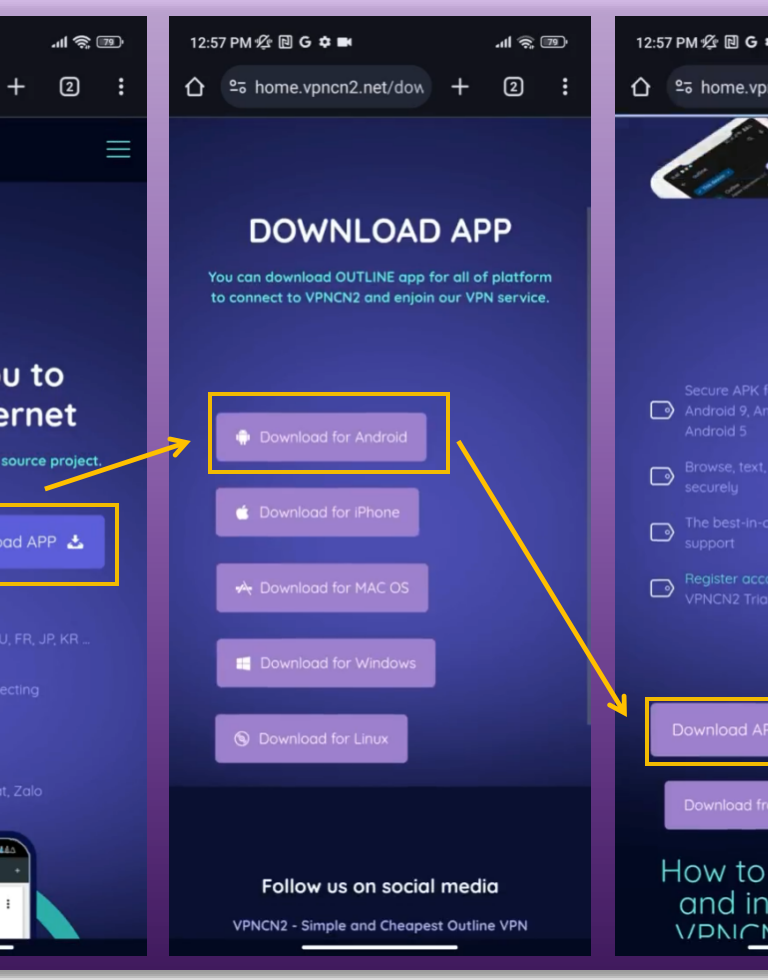 79
2
u to
ernet
source project.
oad APP
U, FR, JP, KR ...
ecting
t, Zalo
12:57 PM G 79
home.vpncn2.net/dow
2
DOWNLOAD APP
You can download OUTLINE app for all of platform
to connect to VPNCN2 and enjoin our VPN service.
Download for Android
Download for iPhone
Download for MAC OS
Download for Windows
Download for Linux
Follow us on social media
VPNCN2 - Simple and Cheapest Outline VPN
12:57 PM G
home.vp
Secure APK f
Android 9, An
Android 5
Browse, text,
securely
The best-in-c
support
Register acco
VPNCN2 Tria
Download AP
Download fr
How to
and in
VPNCN